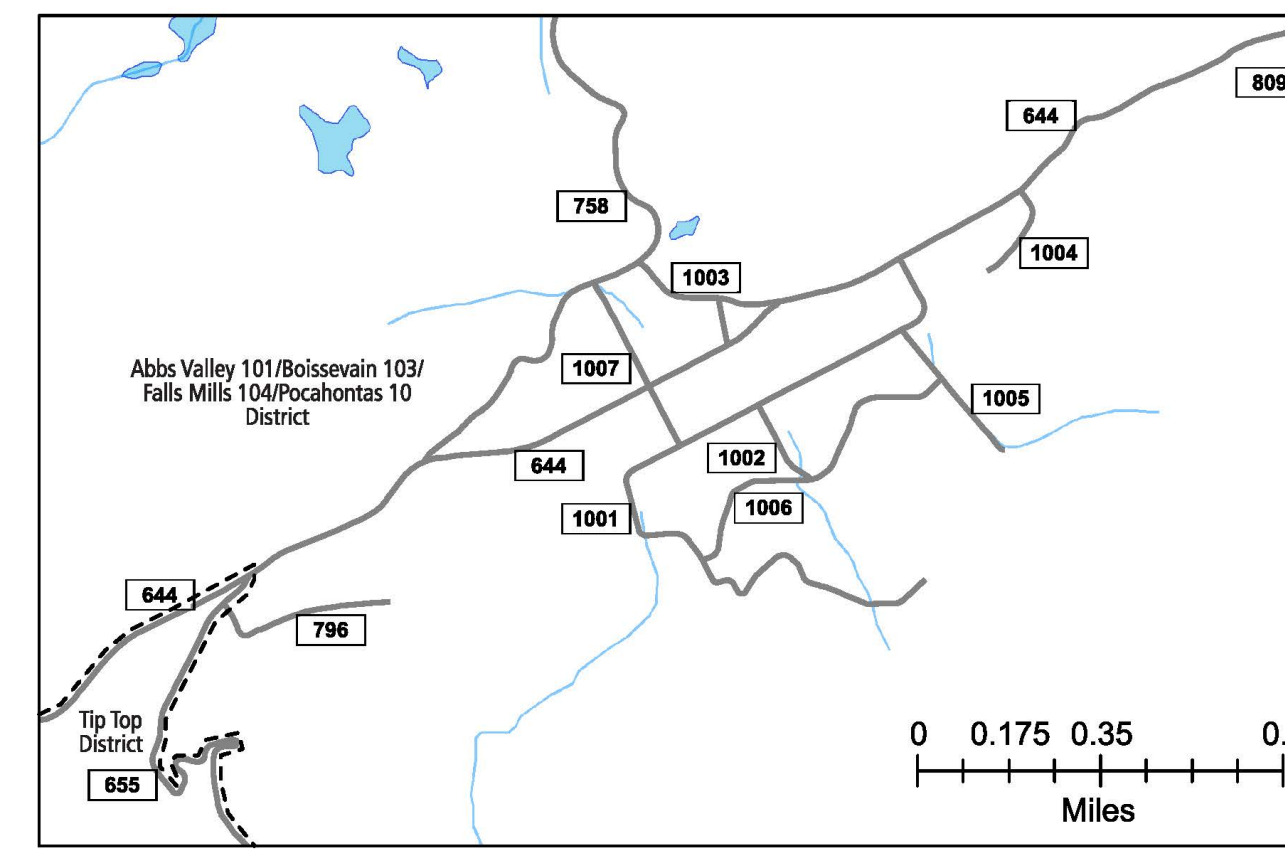 809
644
758
1004
1003
1007
Abbs Valley 101/Boissevain 103/
Falls Mills 104/Pocahontas 10
District
1005
644
1002
1006
1001
644
796
Tip Top
District
655
0 0.175 0.35 0.
Miles